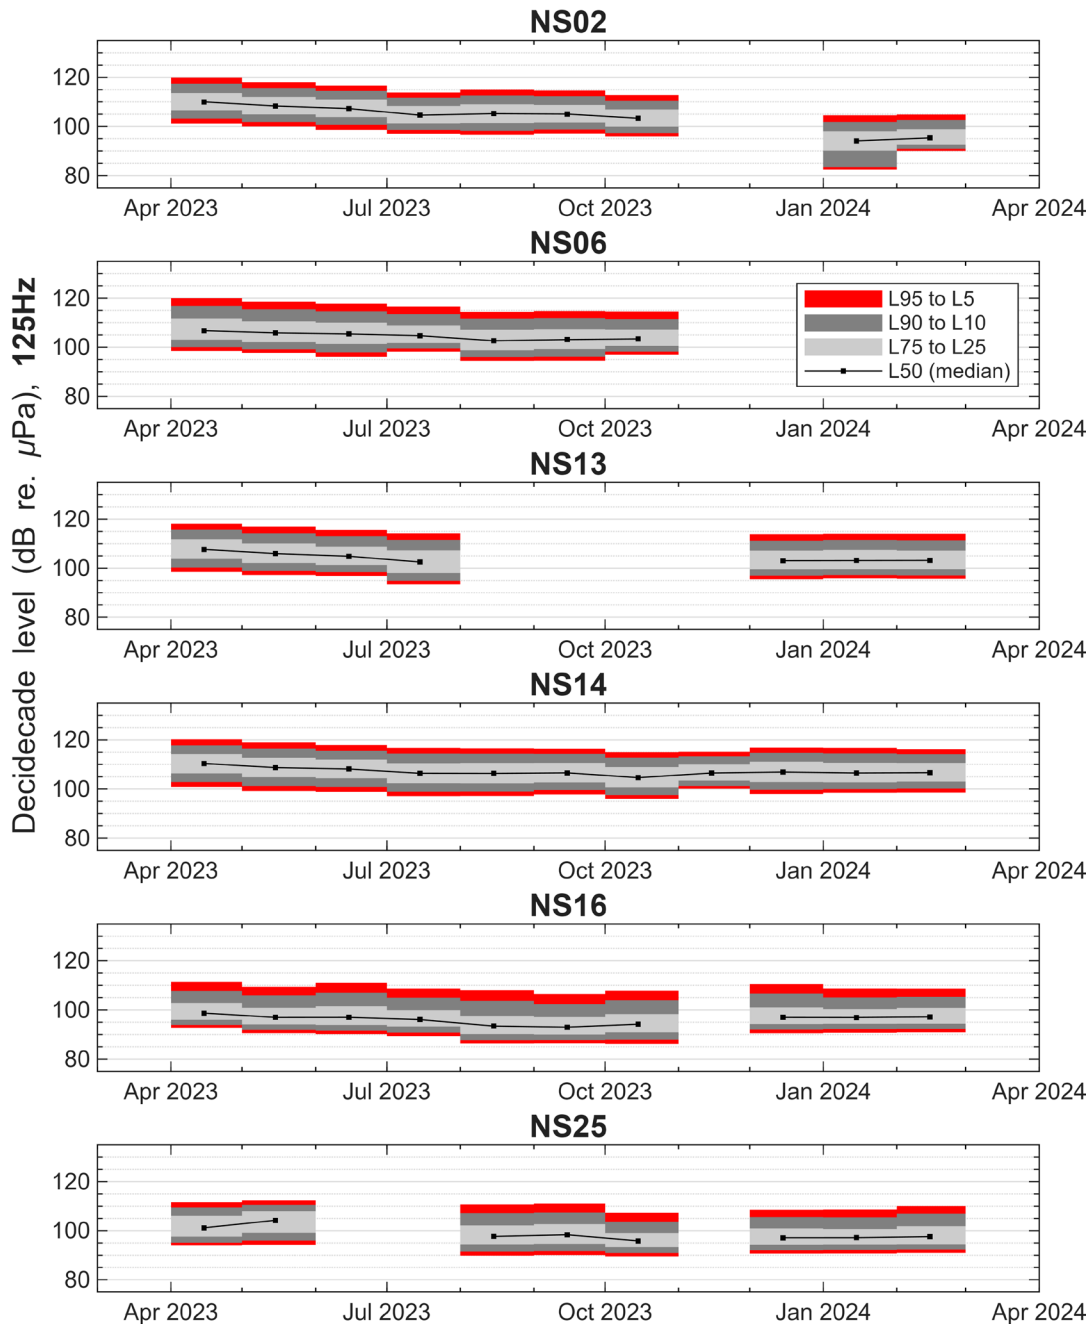 NS02
120
100
80
Apr 2023 Jul 2023 Oct 2023 Jan 2024 Apr 2024
NS06
120
100
80
L95 to L5
L90 to L10
L75 to L25
L50 (median)
Apr 2023 Jul 2023 Oct 2023 Jan 2024 Apr 2024
Decidecade level (dB re. µPa), 125Hz
NS13
120
100
80
Apr 2023 Jul 2023 Oct 2023 Jan 2024 Apr 2024
NS14
120
100
80
Apr 2023 Jul 2023 Oct 2023 Jan 2024 Apr 2024
NS16
120
100
80
Apr 2023 Jul 2023 Oct 2023 Jan 2024 Apr 2024
NS25
120
100
80
Apr 2023 Jul 2023 Oct 2023 Jan 2024 Apr 2024